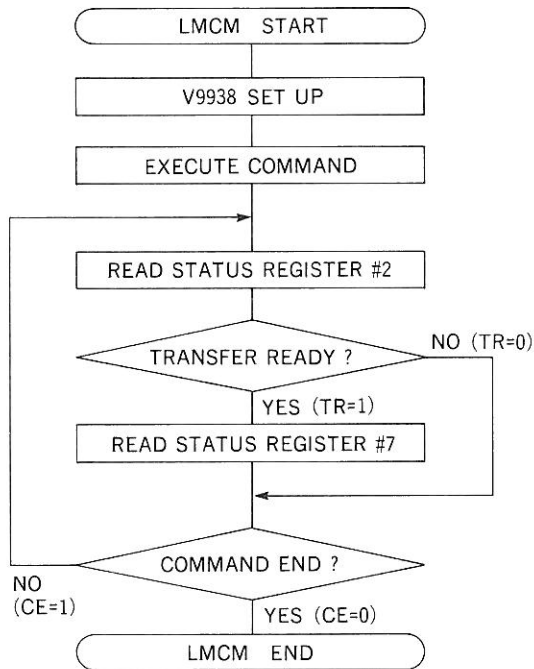 LMCM START
V9938 SET UP
EXECUTE COMMAND
READ STATUS REGISTER #2
TRANSFER READY ?
NO (TR=0)
YES (TR=1)
READ STATUS REGISTER #7
COMMAND END ?
NO
(CE=1)
YES (CE=0)
LMCM END